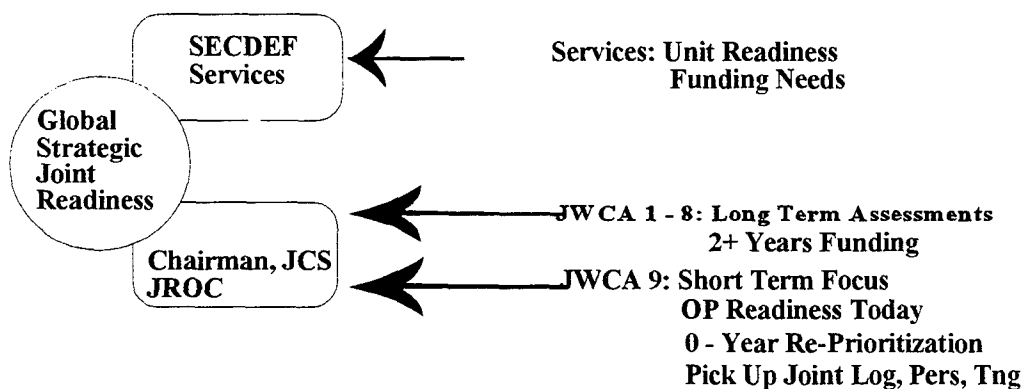 SECDEF
Services
Services: Unit Readiness
Funding Needs
Global
Strategic
Joint
Readiness
JWCA 1 - 8: Long Term Assessments
2+ Years Funding
Chairman, JCS
JROC
JWCA 9: Short Term Focus
OP Readiness Today
0 - Year Re-Prioritization
Pick Up Joint Log, Pers, Tng